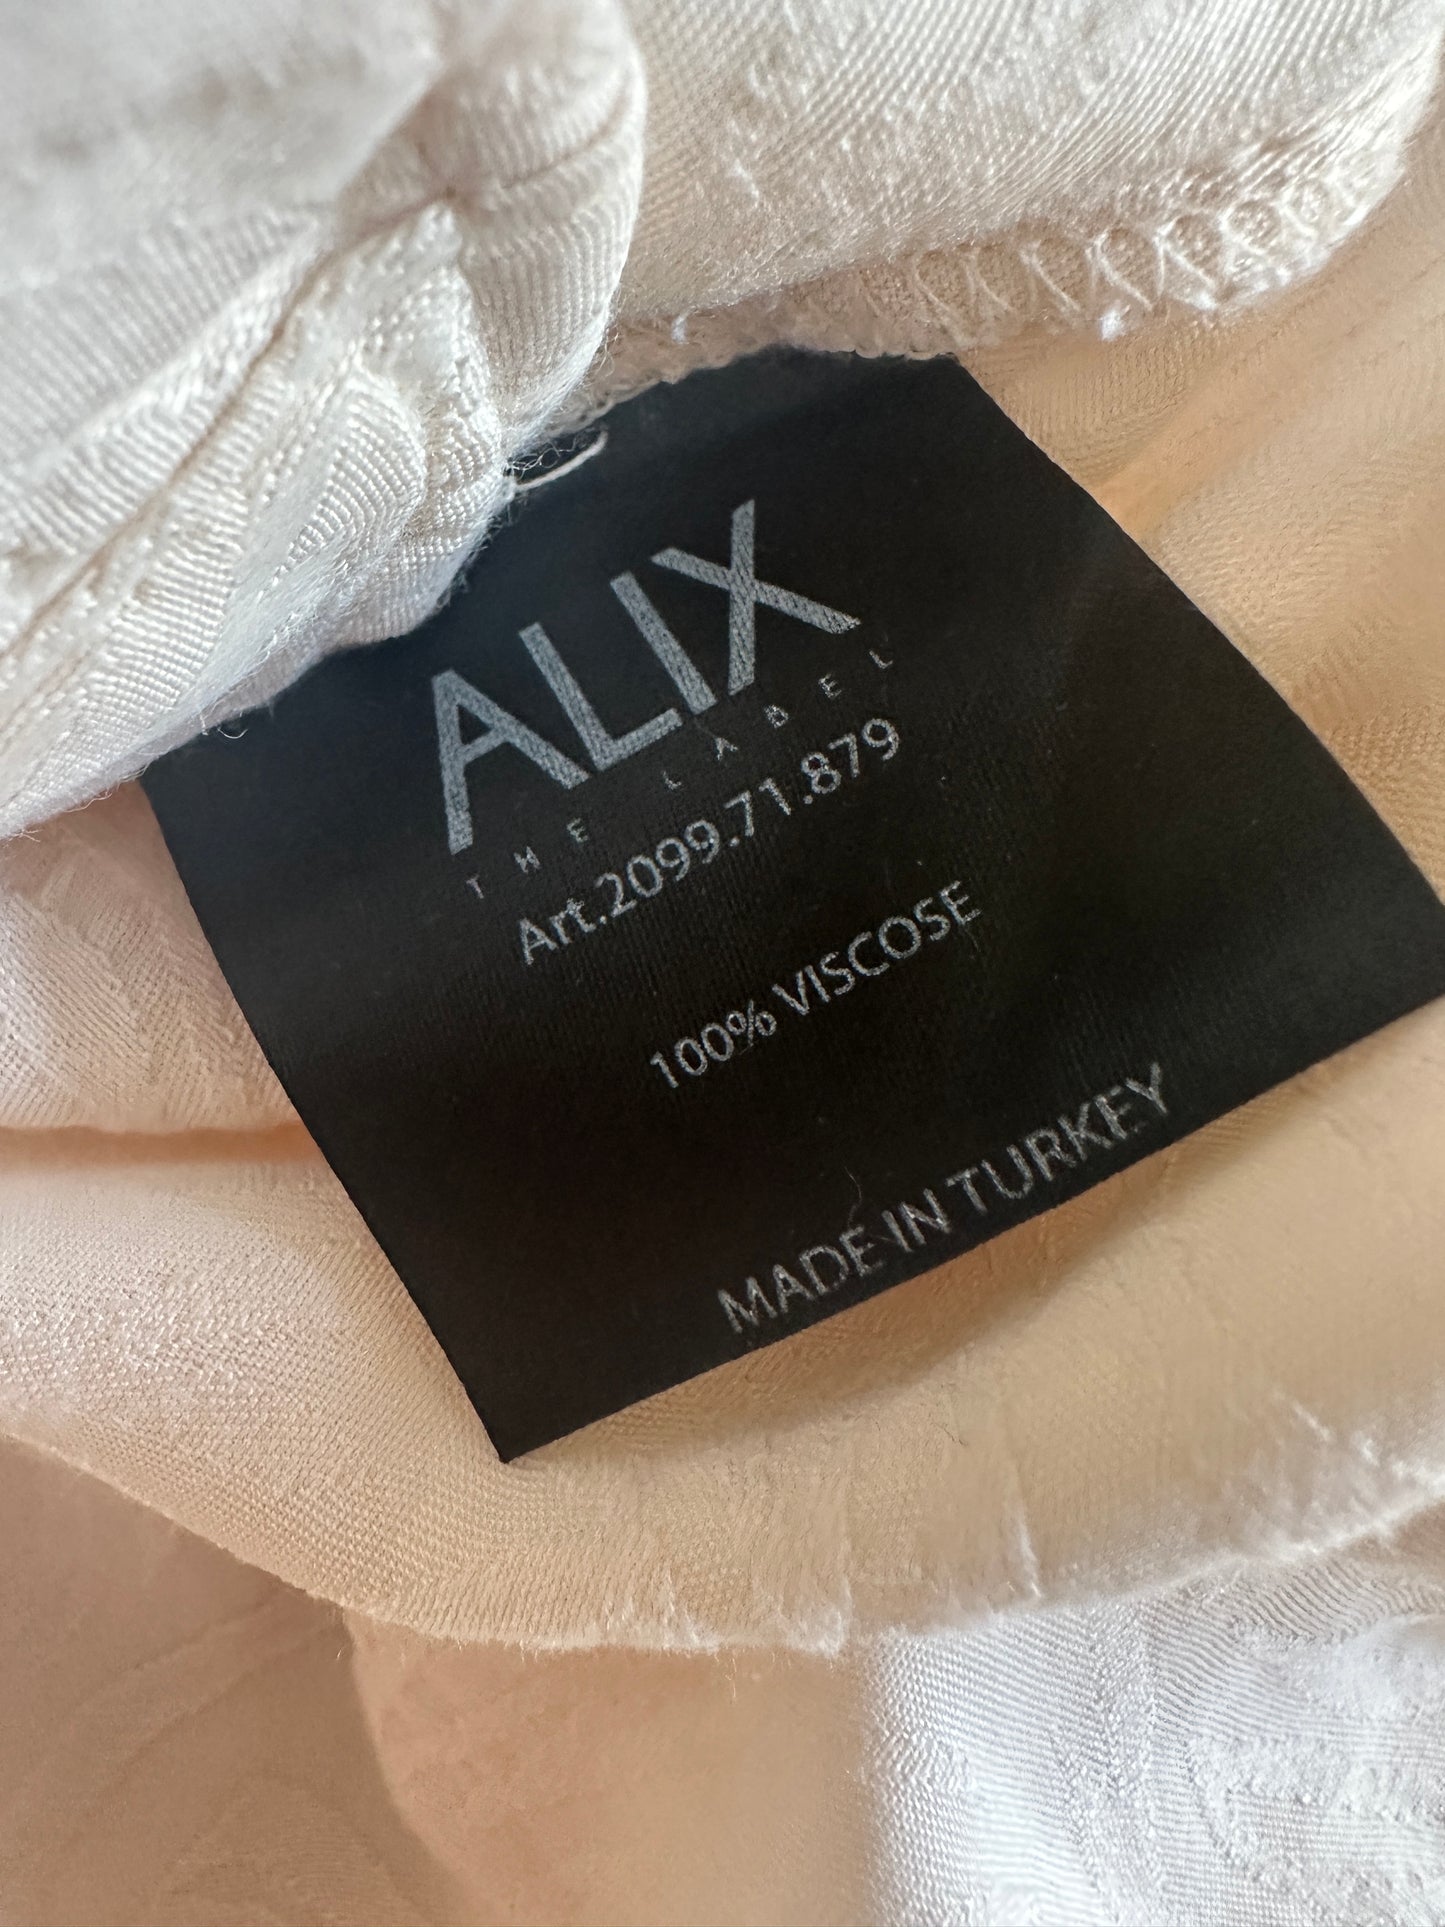 ALIX
THE LABEL
Art.2099.71.879
100% VISCOSE
MADE IN TURKEY